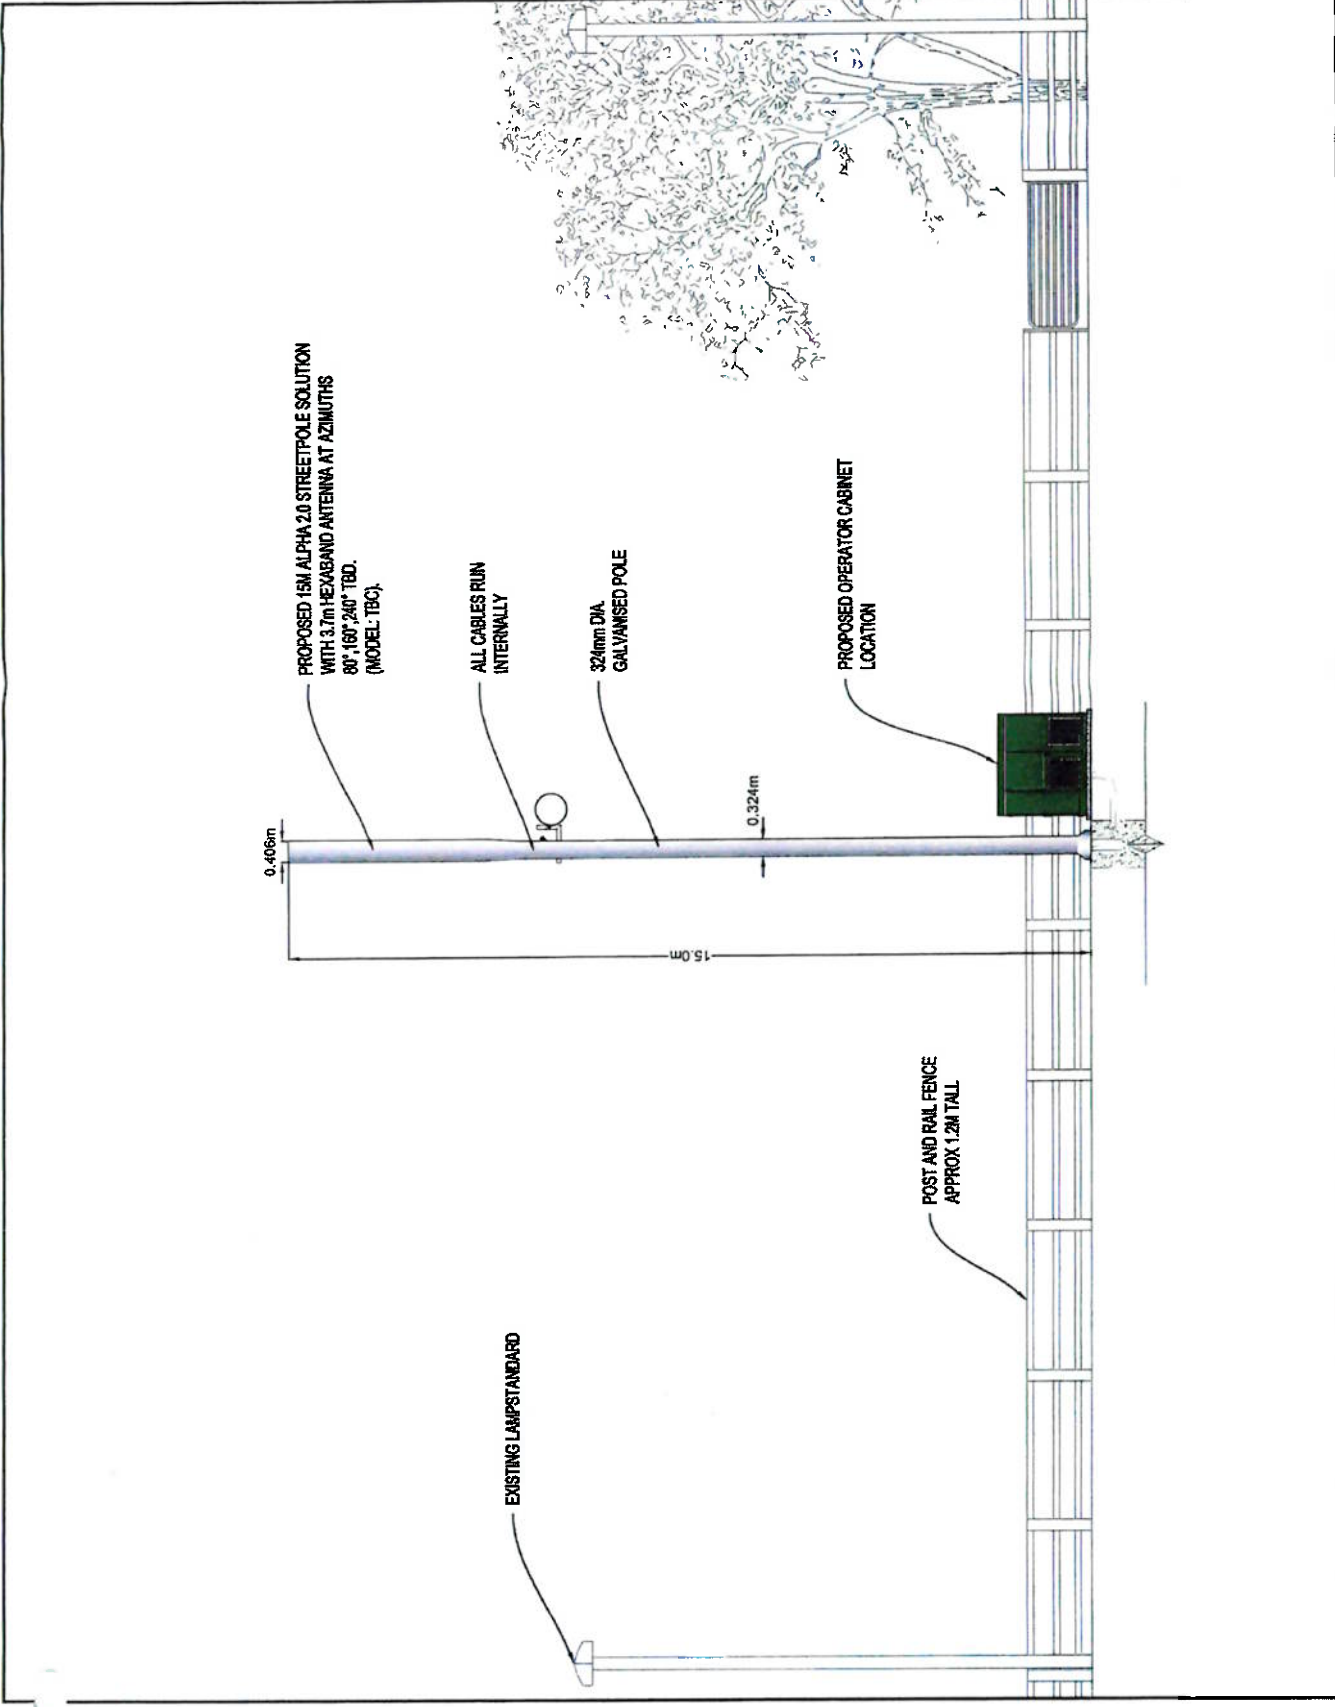 PROPOSED 15M ALPHA 2.0 STREETPOLE SOLUTION
WITH 3.7m HEXABAND ANTENNA AT AZIMUTHS
80°,160°,240° TBD.
(MODEL: TBC).
0.406m
ALL CABLES RUN
INTERNALLY
EXISTING LAMPSTANDARD
324mm DIA.
GALVANISED POLE
15.0m
0.324m
PROPOSED OPERATOR CABINET
LOCATION
POST AND RAIL FENCE
APPROX 1.2M TALL